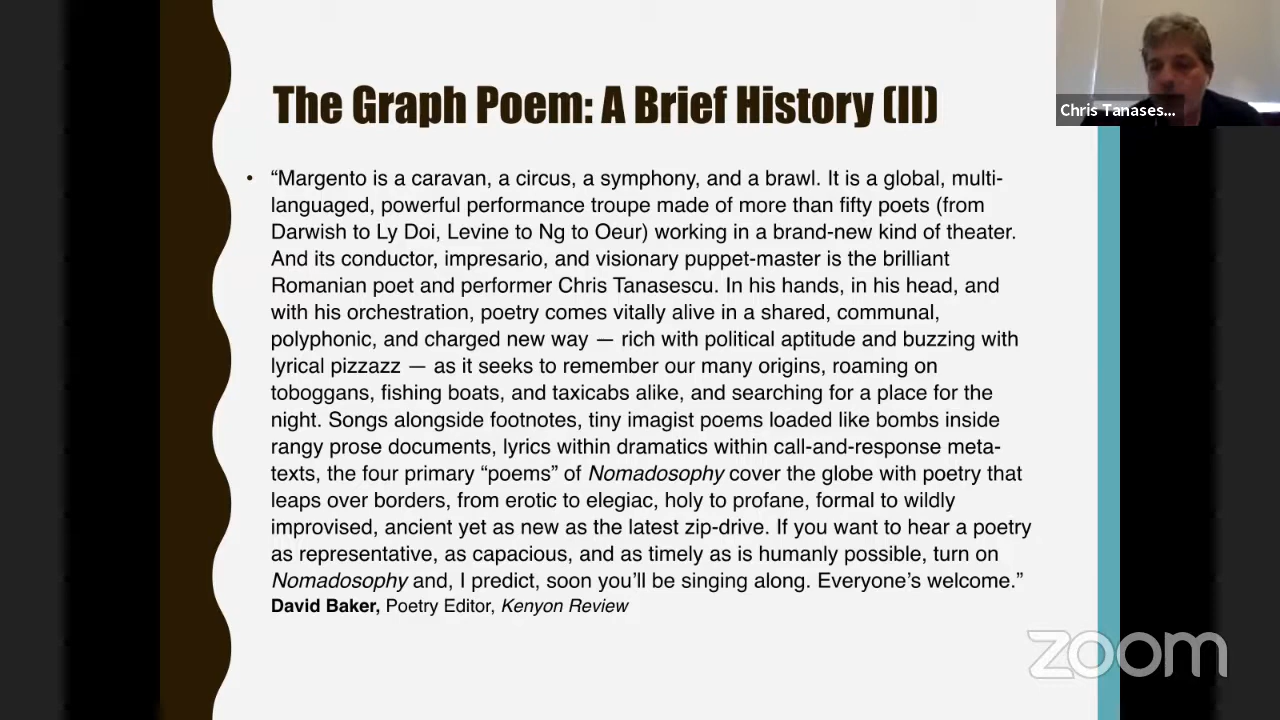 The Graph Poem: A Brief History (II)
Chris Tanases...
• “Margento is a caravan, a circus, a symphony, and a brawl. It is a global, multi-
languaged, powerful performance troupe made of more than fifty poets (from
Darwish to Ly Doi, Levine to Ng to Oeur) working in a brand-new kind of theater.
And its conductor, impresario, and visionary puppet-master is the brilliant
Romanian poet and performer Chris Tanasescu. In his hands, in his head, and
with his orchestration, poetry comes vitally alive in a shared, communal,
polyphonic, and charged new way — rich with political aptitude and buzzing with
lyrical pizzazz — as it seeks to remember our many origins, roaming on
toboggans, fishing boats, and taxicabs alike, and searching for a place for the
night. Songs alongside footnotes, tiny imagist poems loaded like bombs inside
rangy prose documents, lyrics within dramatics within call-and-response meta-
texts, the four primary “poems” of Nomadosophy cover the globe with poetry that
leaps over borders, from erotic to elegiac, holy to profane, formal to wildly
improvised, ancient yet as new as the latest zip-drive. If you want to hear a poetry
as representative, as capacious, and as timely as is humanly possible, turn on
Nomadosophy and, I predict, soon you’ll be singing along. Everyone’s welcome.”
David Baker, Poetry Editor, Kenyon Review
zoom